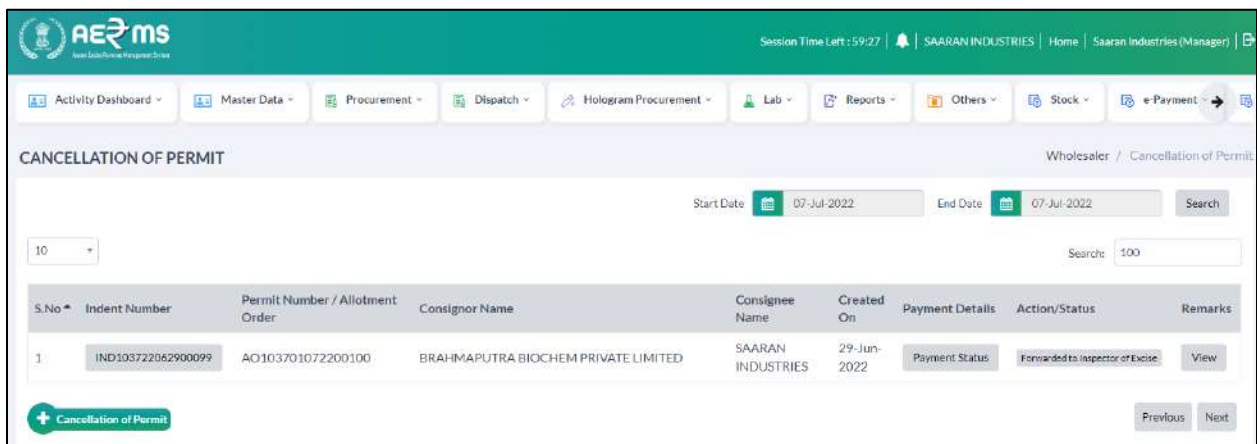 AERMS
Session Time Left : 59:27 | SAARAN INDUSTRIES | Home | Saaran Industries (Manager) |
Activity Dashboard Master Data Procurement Dispatch Hologram Procurement Lab Reports Others Stock e-Payment
CANCELLATION OF PERMIT Wholesaler / Cancellation of Permit
Start Date 07-Jul-2022 End Date 07-Jul-2022 Search
10 Search: 100
S.No Indent Number Permit Number / Allotment Order Consignor Name Consignee Name Created On Payment Details Action/Status Remarks
1 IND103722062900099 AO103701072200100 BRAHMAPUTRA BIOCHEM PRIVATE LIMITED SAARAN INDUSTRIES 29-Jun-2022 Payment Status Forwarded to Inspector of Excise View
Cancellation of Permit Previous Next